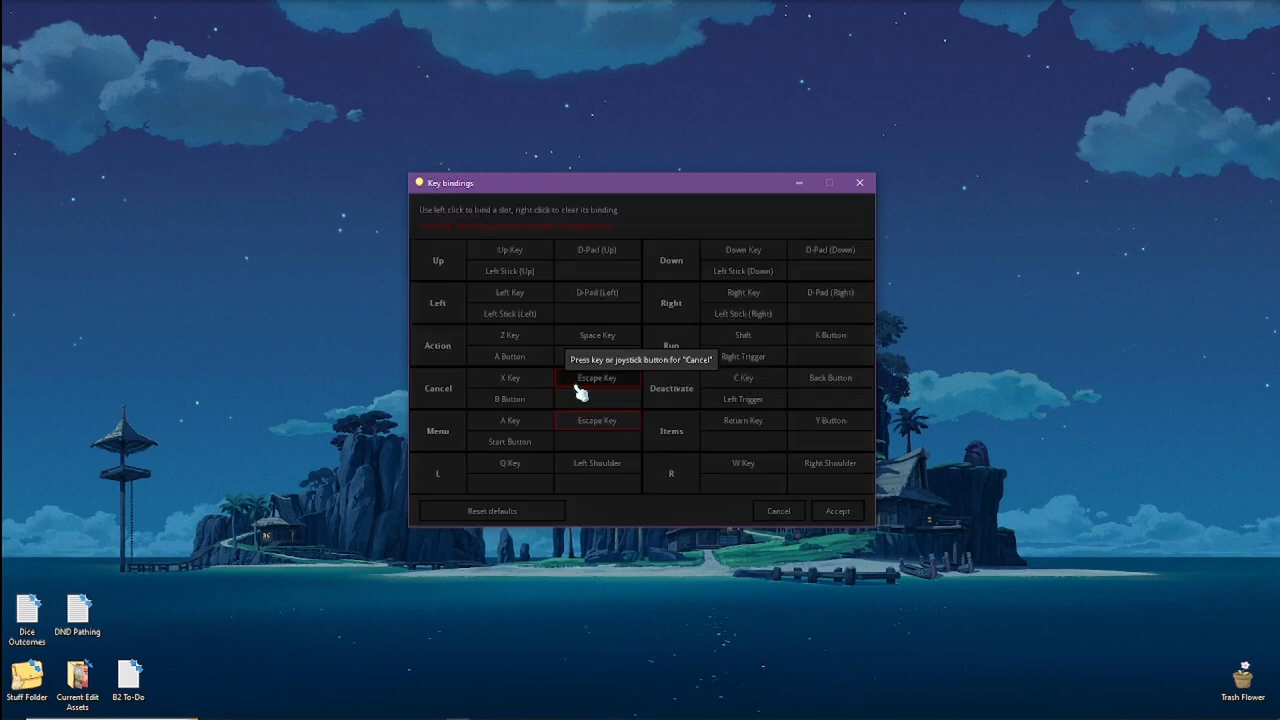 Key bindings
Use left click to bind a slot, right click to clear its binding
Up Up Key D-Pad (Up) Down Down Key D-Pad (Down)
Left Stick (Up) Left Stick (Down)
Left Left Key D-Pad (Left) Right Right Key D-Pad (Right)
Left Stick (Left) Left Stick (Right)
Action Z Key Space Key Run Shift X Button
A Button Right Trigger
Press key or joystick button for "Cancel"
Cancel X Key Escape Key Deactivate C Key Back Button
B Button Left Trigger
Menu A Key Escape Key Items Return Key Y Button
Start Button
L Q Key Left Shoulder R W Key Right Shoulder
Reset defaults Cancel Accept
Dice
Outcomes
DND Pathing
Stuff Folder
Current Edit
Assets
B2 To-Do
Trash Flower